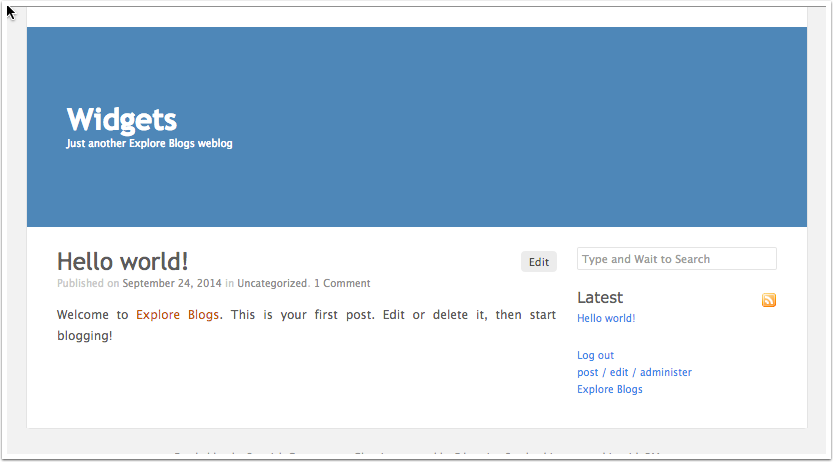 Widgets
Just another Explore Blogs weblog
Hello world!
Edit
Published on September 24, 2014 in Uncategorized. 1 Comment
Welcome to Explore Blogs. This is your first post. Edit or delete it, then start
blogging!
Type and Wait to Search
Latest
Hello world!
Log out
post / edit / administer
Explore Blogs